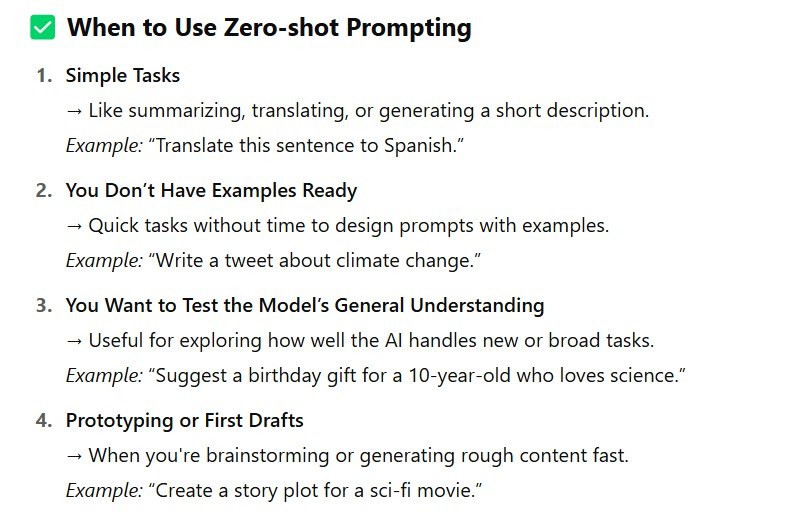 ✅ When to Use Zero-shot Prompting
1. Simple Tasks
→ Like summarizing, translating, or generating a short description.
Example: “Translate this sentence to Spanish.”
2. You Don’t Have Examples Ready
→ Quick tasks without time to design prompts with examples.
Example: “Write a tweet about climate change.”
3. You Want to Test the Model’s General Understanding
→ Useful for exploring how well the AI handles new or broad tasks.
Example: “Suggest a birthday gift for a 10-year-old who loves science.”
4. Prototyping or First Drafts
→ When you're brainstorming or generating rough content fast.
Example: “Create a story plot for a sci-fi movie.”